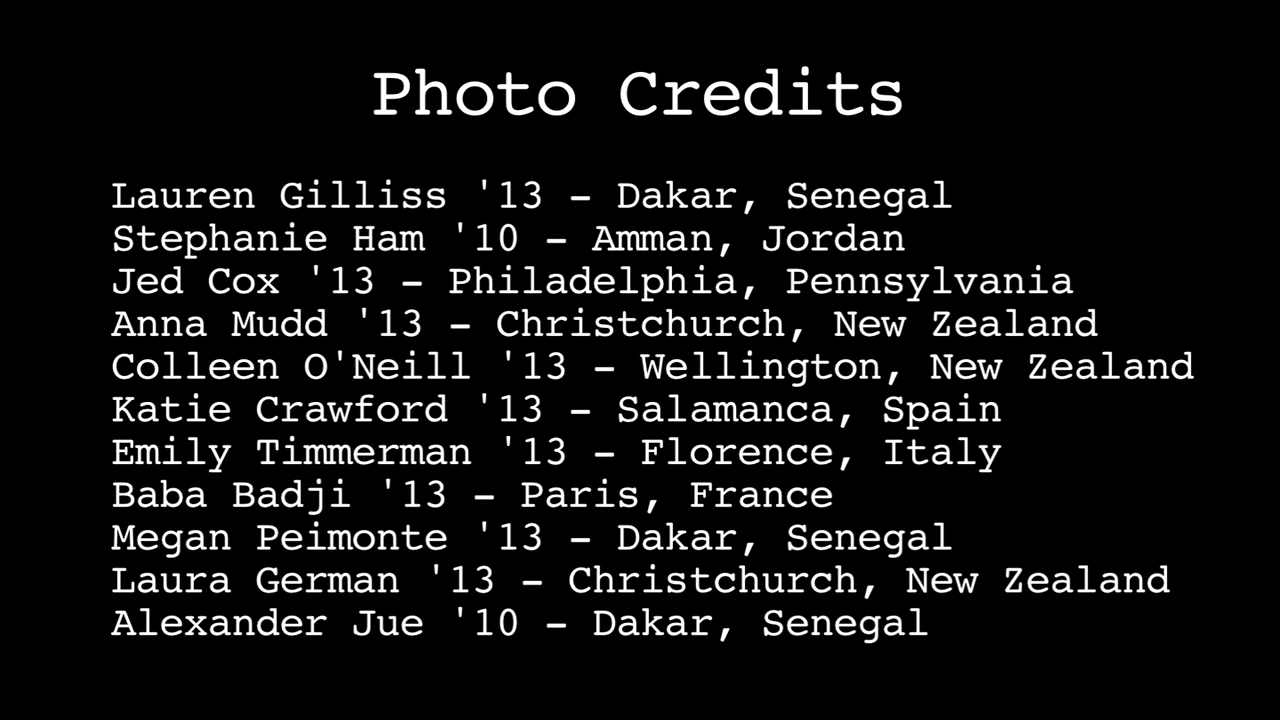 Photo Credits
Lauren Gilliss '13 – Dakar, Senegal
Stephanie Ham '10 – Amman, Jordan
Jed Cox '13 – Philadelphia, Pennsylvania
Anna Mudd '13 – Christchurch, New Zealand
Colleen O'Neill '13 – Wellington, New Zealand
Katie Crawford '13 – Salamanca, Spain
Emily Timmerman '13 – Florence, Italy
Baba Badji '13 – Paris, France
Megan Peimonte '13 – Dakar, Senegal
Laura German '13 – Christchurch, New Zealand
Alexander Jue '10 – Dakar, Senegal